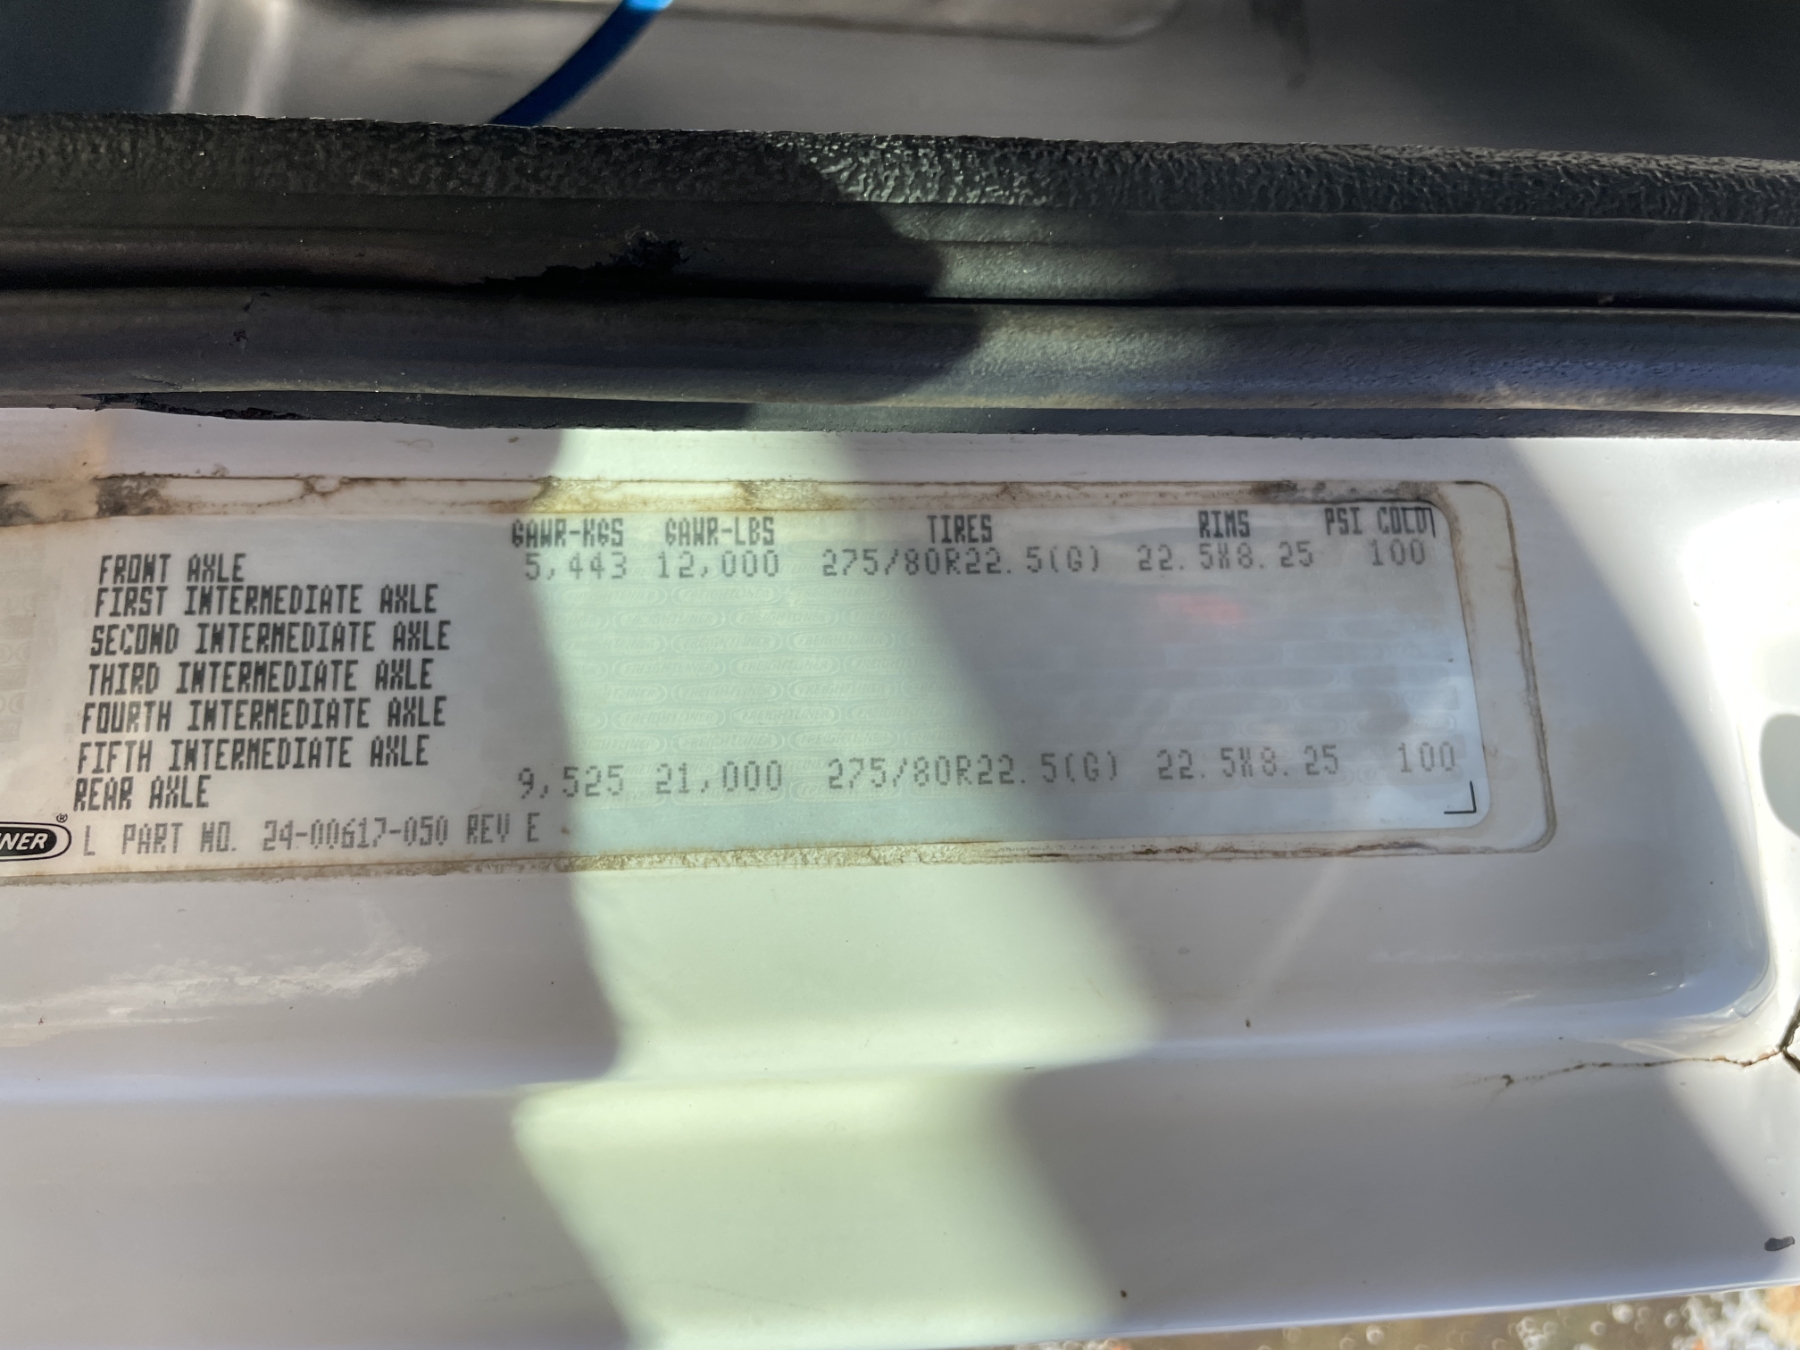 GAWR-KGS GAWR-LBS TIRES RIMS PSI COLD
FRONT AXLE 5,443 12,000 275/80R22.5(G) 22.5X8.25 100
FIRST INTERMEDIATE AXLE
SECOND INTERMEDIATE AXLE
THIRD INTERMEDIATE AXLE
FOURTH INTERMEDIATE AXLE
FIFTH INTERMEDIATE AXLE
REAR AXLE 9,525 21,000 275/80R22.5(G) 22.5X8.25 100
INER® L PART NO. 24-00617-050 REV E